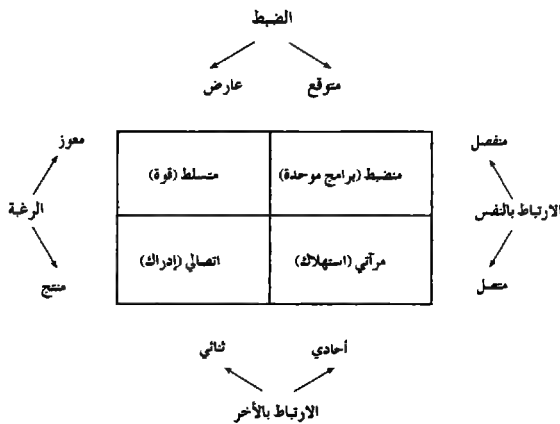 الضبط
متوقع عارض
منفصل معوز
منضبط (برامج موحدة) متسلط (قوة)
الارتباط بالنفس الرغبة
مرآتي (استهلاك) اتصالي (إدراك)
متصل منتج
أحادي ثنائي
الارتباط بالأخر